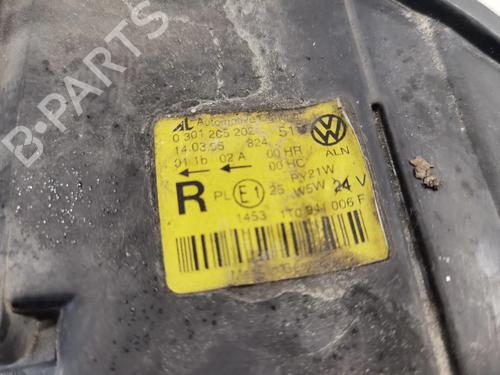 AL Automotive
0 301 205 202 51
14.03.05 824
01 1b 02 A 00 HR ALN
00 HC
PY21W
R PL E1 25 W5W 24 V
1453 1T0 941 006 F
B-PARTS